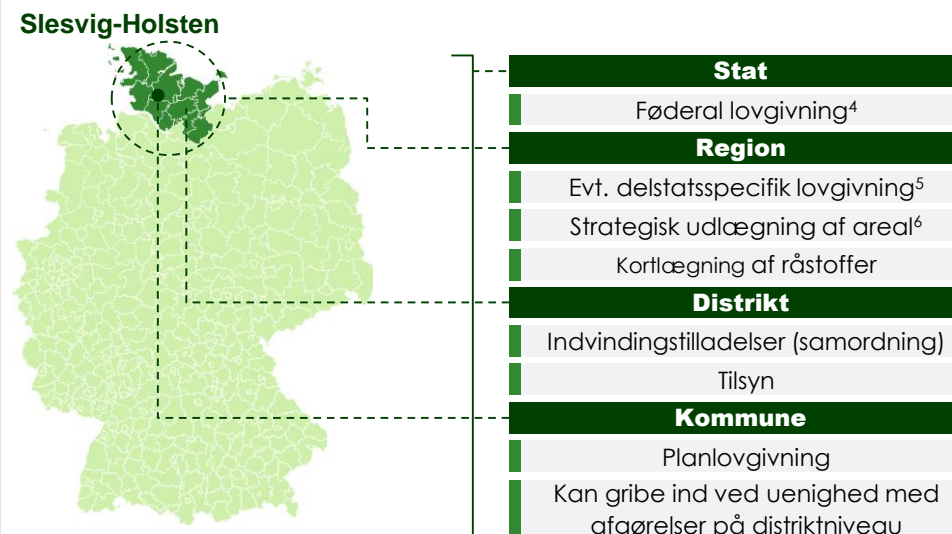 Slesvig-Holsten
Stat
Føderal lovgivning⁴
Region
Evt. delstatsspecifik lovgivning⁵
Strategisk udlægning af areal⁶
Kortlægning af råstoffer
Distrikt
Indvindingstilladelser (samordning)
Tilsyn
Kommune
Planlovgivning
Kan gribe ind ved uenighed med
afgørelser på distriktniveau